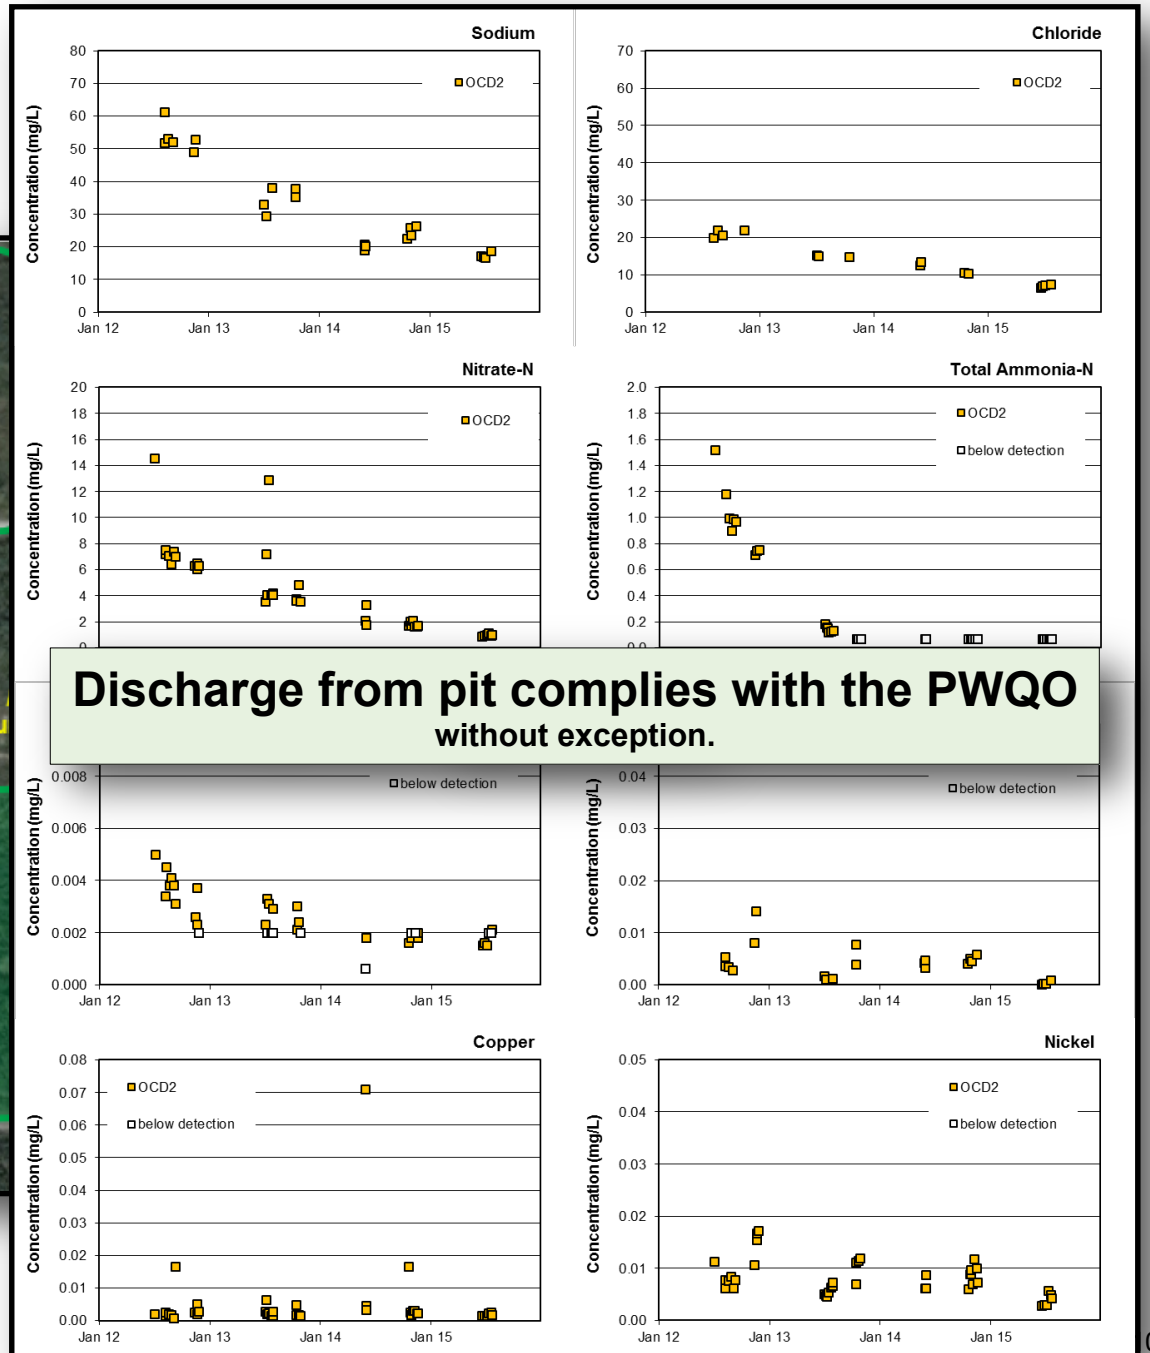 Sodium
80
70
60
50
40
30
20
10
0
Concentration (mg/L)
OCD2
Jan 12 Jan 13 Jan 14 Jan 15
Chloride
70
60
50
40
30
20
10
0
Concentration (mg/L)
OCD2
Jan 12 Jan 13 Jan 14 Jan 15
Nitrate-N
20
18
16
14
12
10
8
6
4
2
Concentration (mg/L)
OCD2
Total Ammonia-N
2.0
1.8
1.6
1.4
1.2
1.0
0.8
0.6
0.4
0.2
Concentration (mg/L)
OCD2
below detection
Discharge from pit complies with the PWQO
without exception.
0.008
0.006
0.004
0.002
0.000
Concentration (mg/L)
below detection
Jan 12 Jan 13 Jan 14 Jan 15
0.04
0.03
0.02
0.01
0.00
Concentration (mg/L)
below detection
Jan 12 Jan 13 Jan 14 Jan 15
Copper
0.08
0.07
0.06
0.05
0.04
0.03
0.02
0.01
0.00
Concentration (mg/L)
OCD2
below detection
Jan 12 Jan 13 Jan 14 Jan 15
Nickel
0.05
0.04
0.03
0.02
0.01
0.00
Concentration (mg/L)
OCD2
below detection
Jan 12 Jan 13 Jan 14 Jan 15